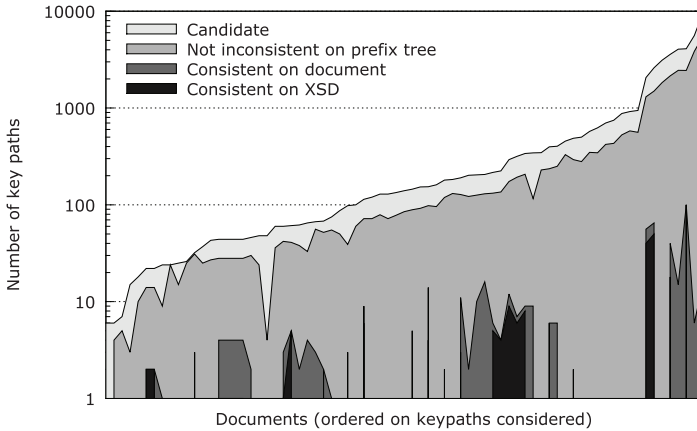 10000
1000
100
10
1
Number of key paths
Candidate
Not inconsistent on prefix tree
Consistent on document
Consistent on XSD
Documents (ordered on keypaths considered)